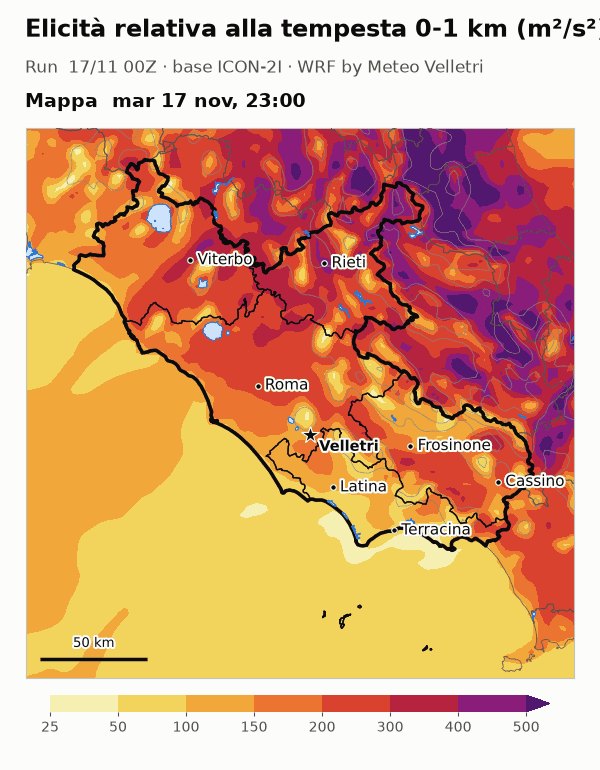 Elicità relativa alla tempesta 0-1 km (m²/s²)
Run  17/11 00Z · base ICON-2I · WRF by Meteo Velletri
Mappa  mar 17 nov, 23:00
Viterbo
Rieti
Roma
Velletri
Frosinone
Cassino
Latina
Terracina
50 km
25 50 100 150 200 300 400 500